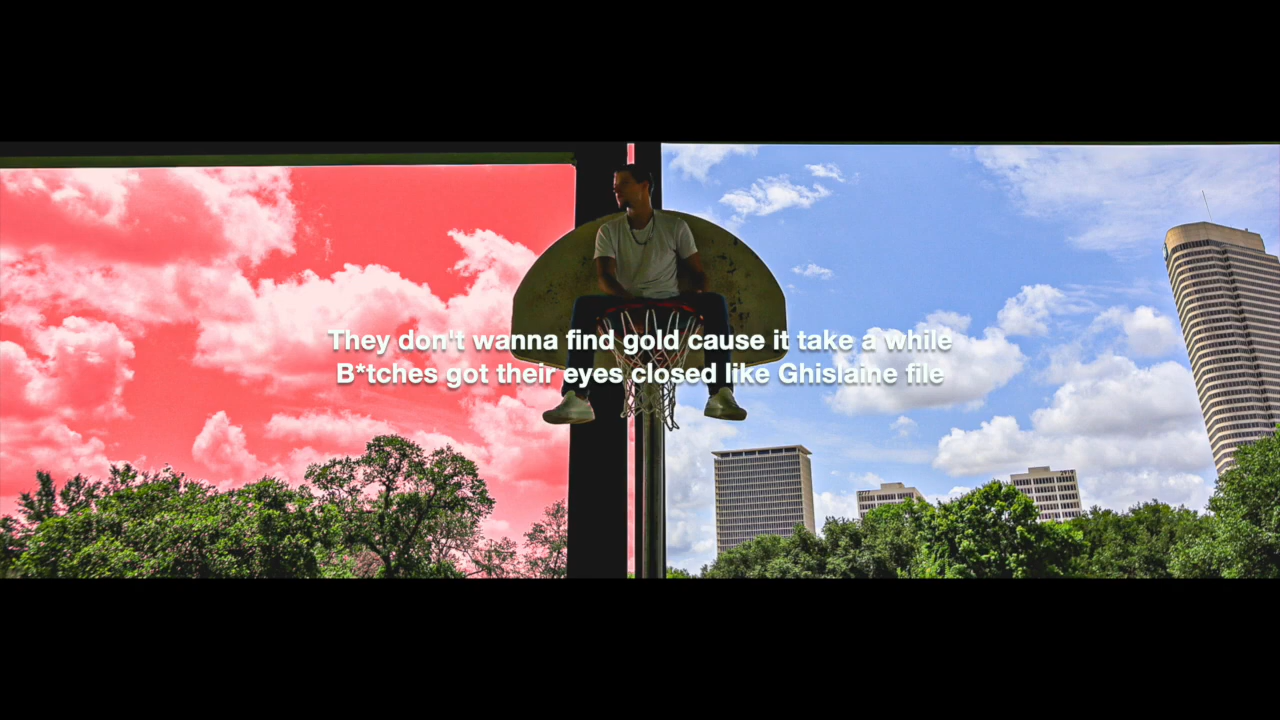 They don't wanna find gold cause it take a while
B*tches got their eyes closed like Ghislaine file